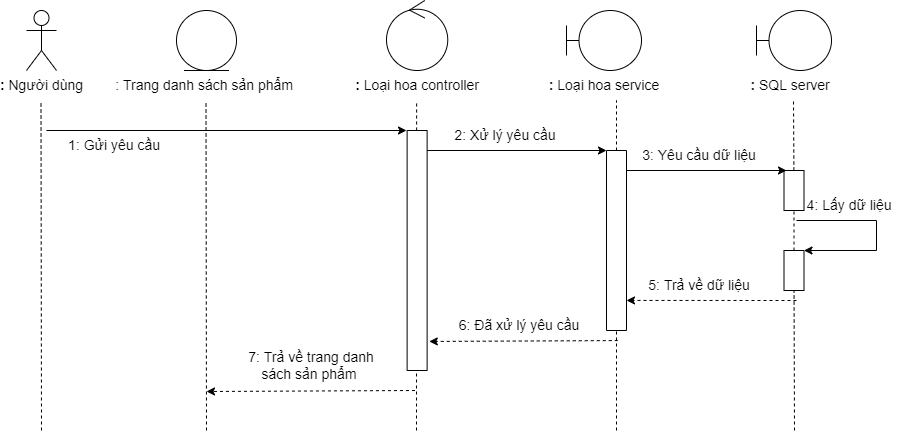 : Người dùng
: Trang danh sách sản phẩm
: Loại hoa controller
: Loại hoa service
: SQL server
1: Gửi yêu cầu
2: Xử lý yêu cầu
3: Yêu cầu dữ liệu
4: Lấy dữ liệu
5: Trả về dữ liệu
6: Đã xử lý yêu cầu
7: Trả về trang danh
sách sản phẩm